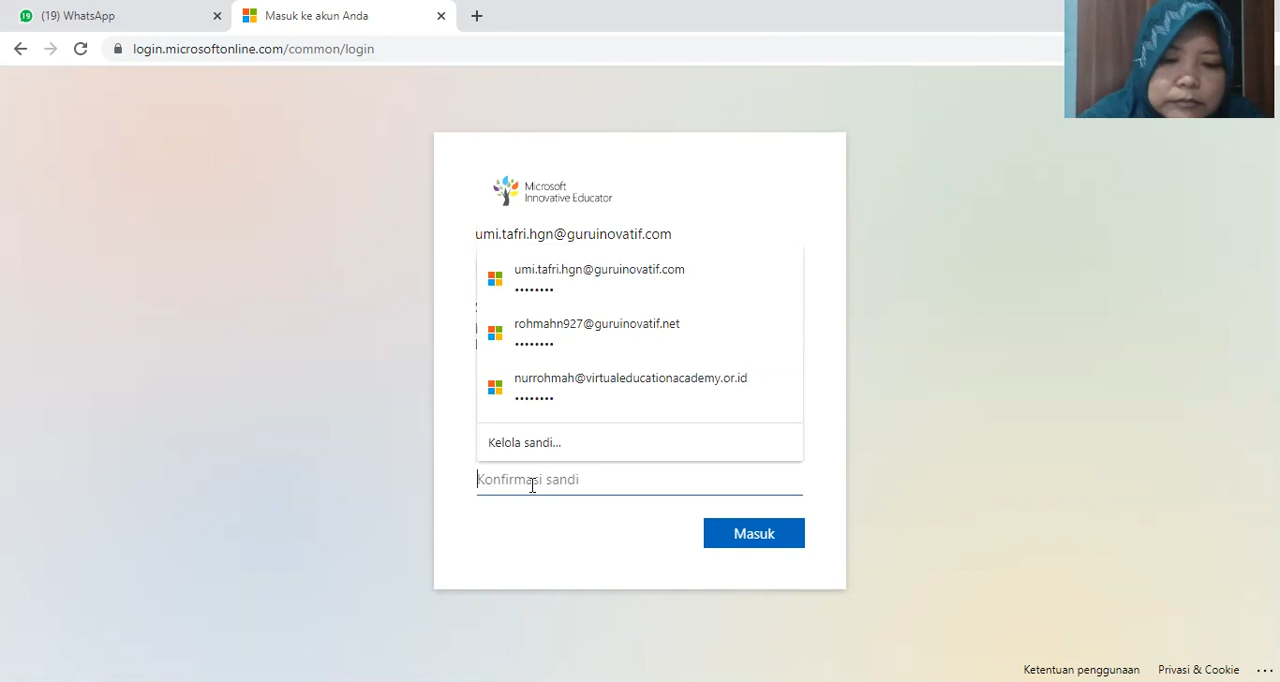 (19) WhatsApp
Masuk ke akun Anda
login.microsoftonline.com/common/login
Microsoft
Innovative Educator
umi.tafri.hgn@guruinovatif.com
umi.tafri.hgn@guruinovatif.com
••••••••
rohmahn927@guruinovatif.net
••••••••
nurrohmah@virtualeducationacademy.or.id
••••••••
Kelola sandi...
Konfirmasi sandi
Masuk
Ketentuan penggunaan Privasi & Cookie ...